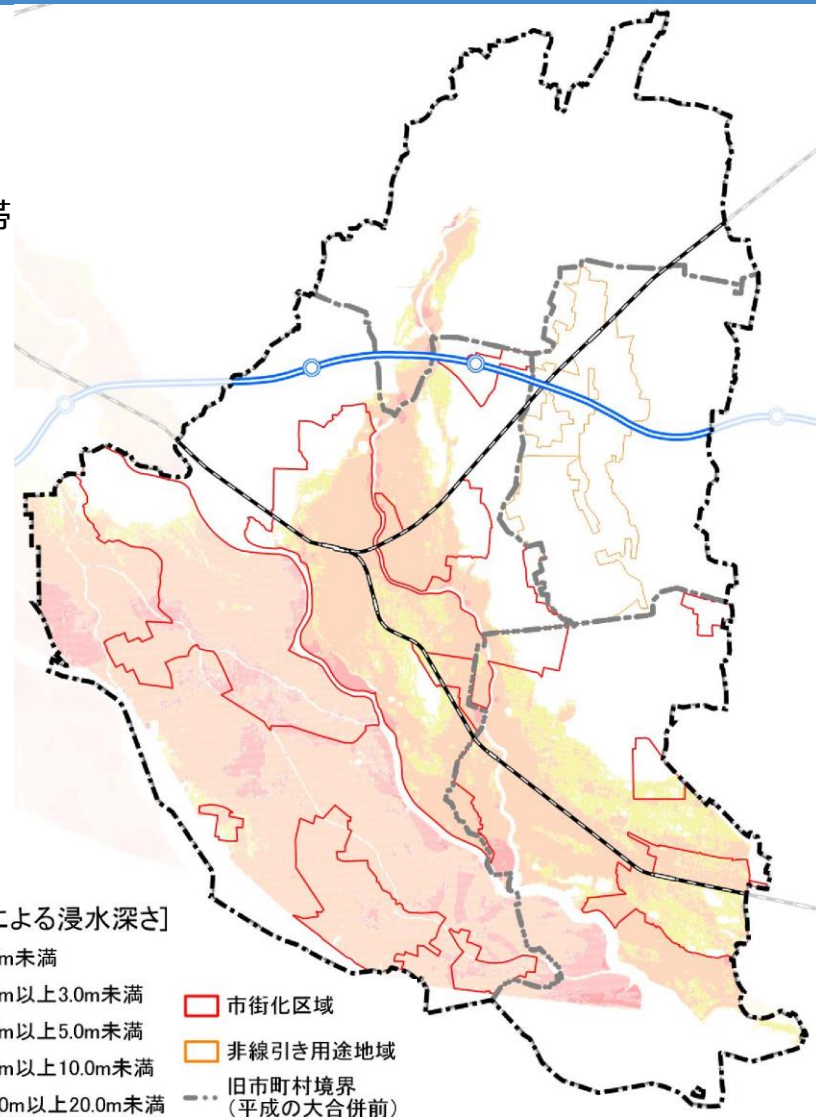 帯
による浸水深さ]
m未満
m以上3.0m未満
m以上5.0m未満
m以上10.0m未満
0m以上20.0m未満
市街化区域
非線引き用途地域
旧市町村境界
(平成の大合併前)